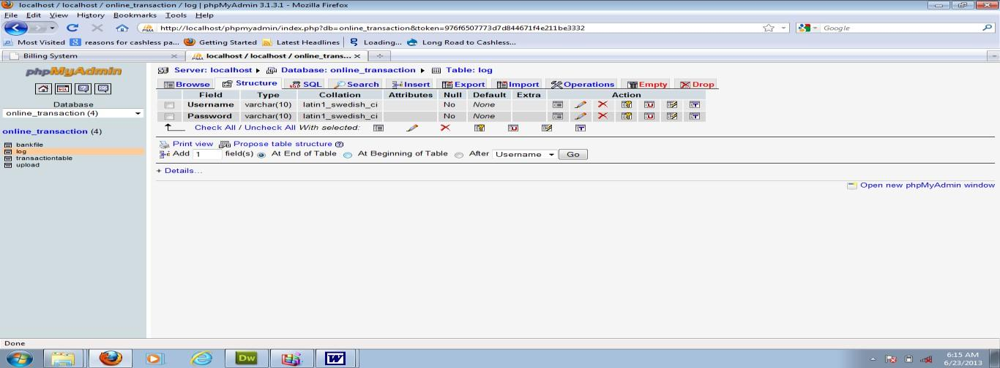 localhost / localhost / online_transaction / log | phpMyAdmin 3.1.3.1 - Mozilla Firefox
File Edit View History Bookmarks Tools Help
http://localhost/phpmyadmin/index.php?db=online_transaction&token=976f6507773d7d844671f4e211be3332
Google
Most Visited reasons for cashless pa... Getting Started Latest Headlines Loading... Long Road to Cashless...
Billing System localhost / localhost / online_trans...
phpMyAdmin
SQL
Database
online_transaction (4)
online_transaction (4)
bankfile
log
transactiontable
upload
Server: localhost Database: online_transaction Table: log
Browse Structure SQL Search Insert Export Import Operations Empty Drop
Field Type Collation Attributes Null Default Extra Action
Username varchar(10) latin1_swedish_ci No None
Password varchar(10) latin1_swedish_ci No None
Check All / Uncheck All With selected:
Print view Propose table structure
Add 1 field(s) At End of Table At Beginning of Table After Username Go
+ Details...
Open new phpMyAdmin window
Done
Dw W
6:15 AM
6/23/2013